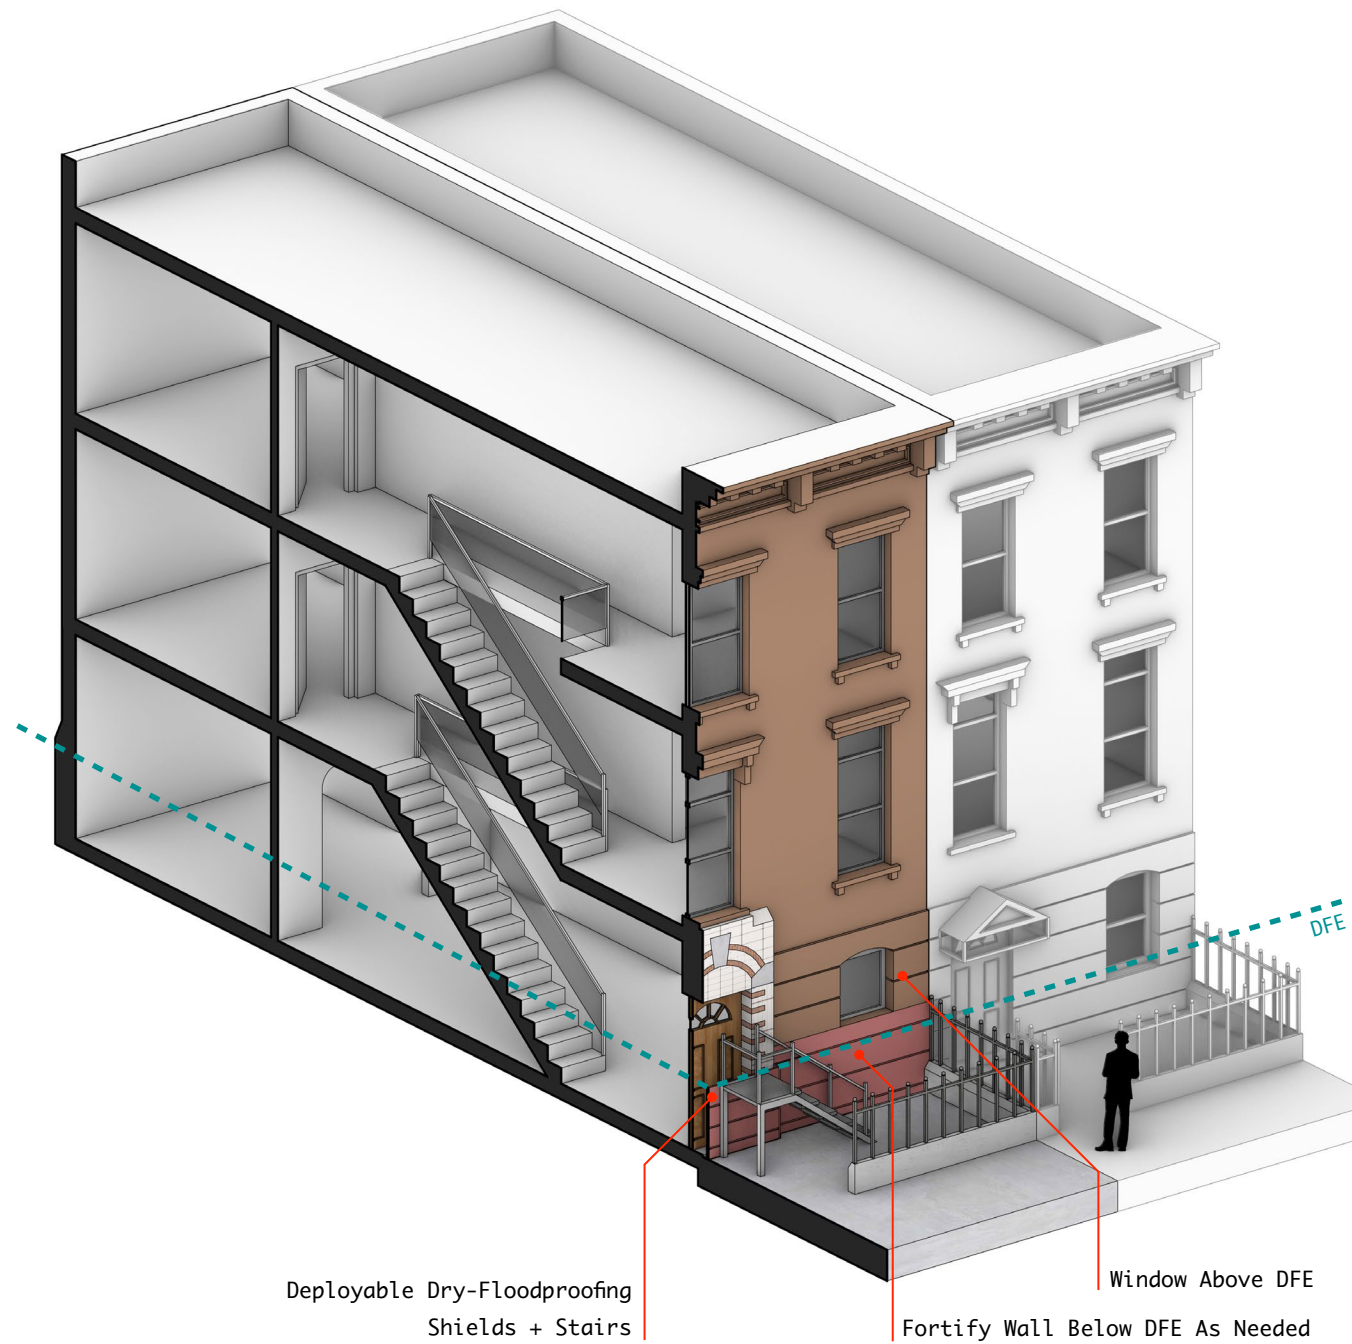 DFE
Deployable Dry-Floodproofing
Shields + Stairs
Window Above DFE
Fortify Wall Below DFE As Needed